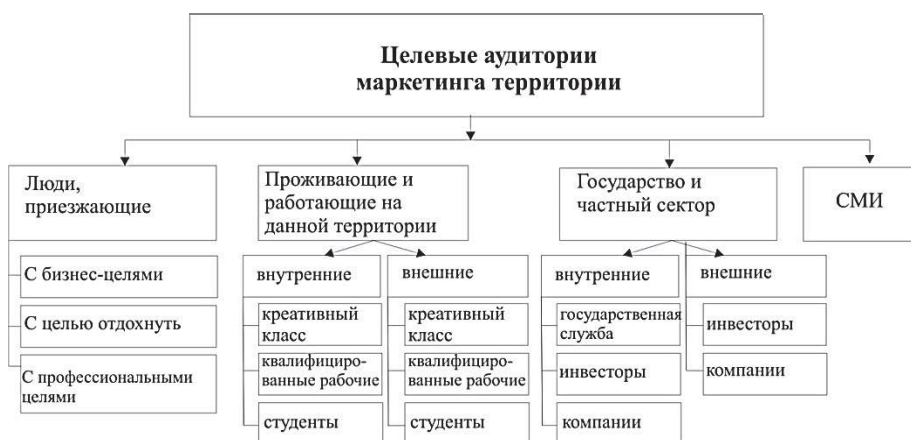 Целевые аудитории
маркетинга территории
Люди,
приезжающие
С бизнес-целями
С целью отдохнуть
С профессиональными
целями
Проживающие и
работающие на
данной территории
внутренние
креативный
класс
квалифициро-
ванные рабочие
студенты
внешние
креативный
класс
квалифициро-
ванные рабочие
студенты
Государство и
частный сектор
внутренние
государственная
служба
инвесторы
компании
внешние
инвесторы
компании
СМИ